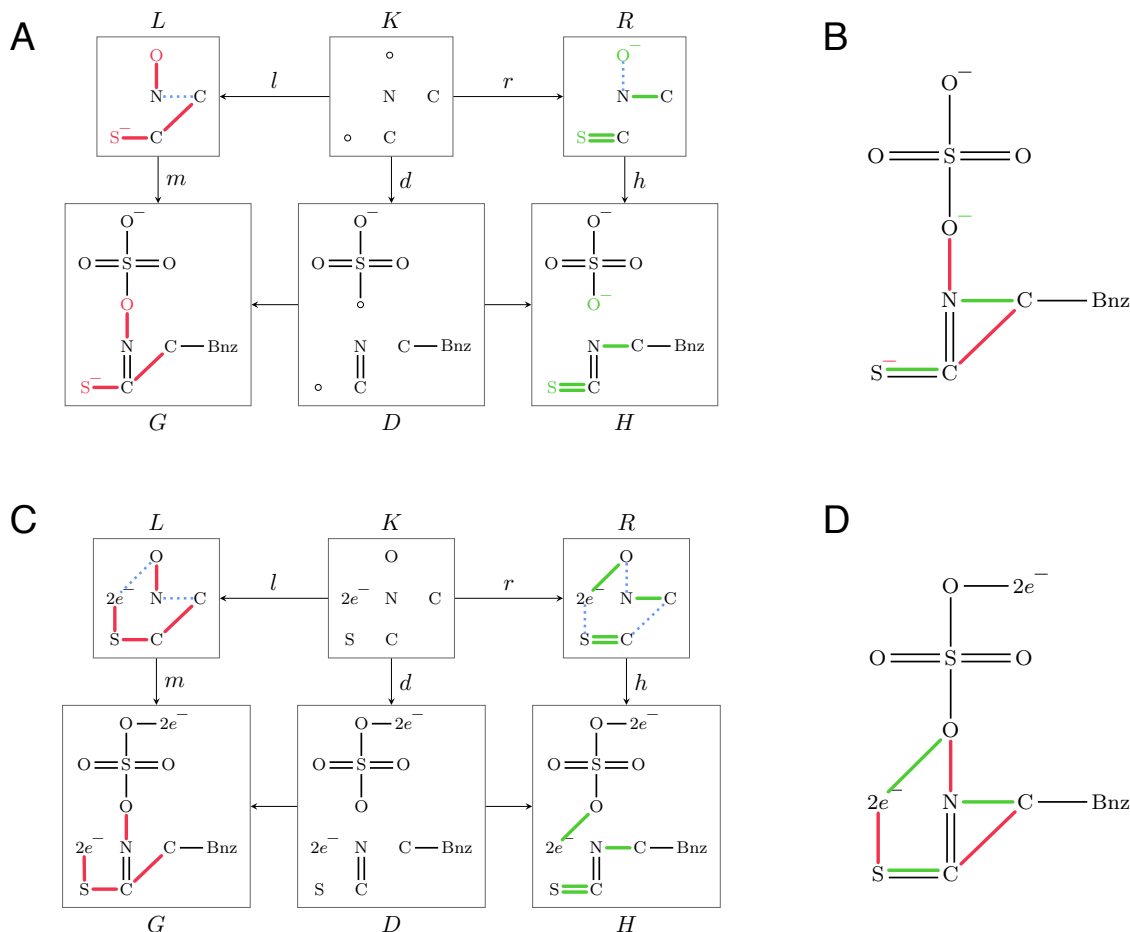 A
B
L K R
O O⁻
N C l N C r N C
S⁻ C C S C
m d h
O⁻ O⁻ O⁻
O S O O S O O S O
O O⁻
N C Bnz N C Bnz N C Bnz
S⁻ C C S C
G D H
O⁻
O S O
O⁻
N C Bnz
S⁻ C
C
D
L K R
O O O
2e⁻ N C l 2e⁻ N C r 2e⁻ N C
S C S C S C
m d h
O 2e⁻ O 2e⁻ O 2e⁻
O S O O S O O S O
O O O
2e⁻ N C Bnz 2e⁻ N C Bnz 2e⁻ N C Bnz
S C S C S C
G D H
O 2e⁻
O S O
O
2e⁻ N C Bnz
S C